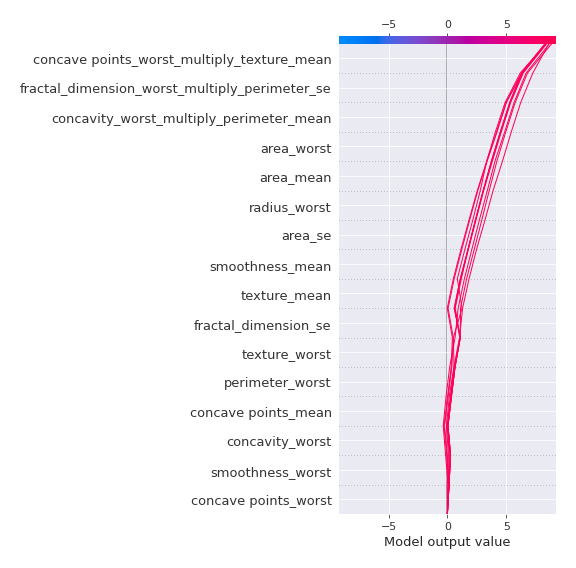 −5 0 5
concave points_worst_multiply_texture_mean
fractal_dimension_worst_multiply_perimeter_se
concavity_worst_multiply_perimeter_mean
area_worst
area_mean
radius_worst
area_se
smoothness_mean
texture_mean
fractal_dimension_se
texture_worst
perimeter_worst
concave points_mean
concavity_worst
smoothness_worst
concave points_worst
−5 0 5
Model output value